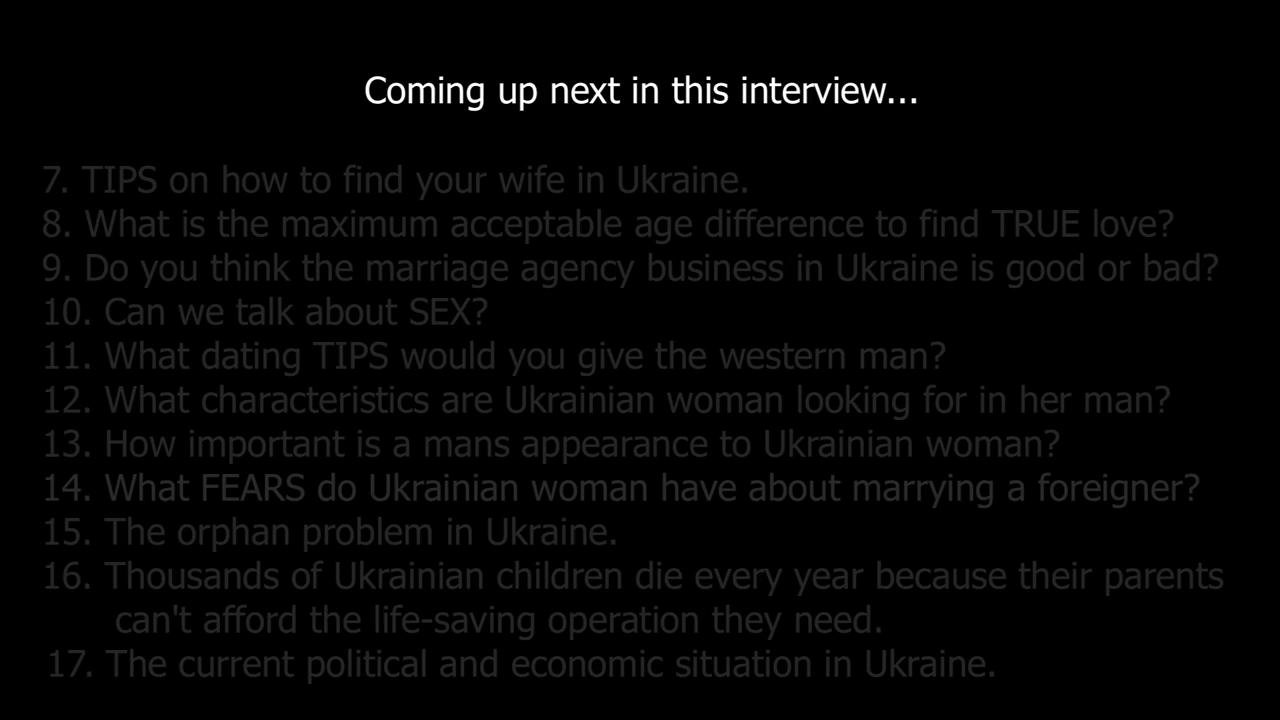 Coming up next in this interview...
7. TIPS on how to find your wife in Ukraine.
8. What is the maximum acceptable age difference to find TRUE love?
9. Do you think the marriage agency business in Ukraine is good or bad?
10. Can we talk about SEX?
11. What dating TIPS would you give the western man?
12. What characteristics are Ukrainian woman looking for in her man?
13. How important is a mans appearance to Ukrainian woman?
14. What FEARS do Ukrainian woman have about marrying a foreigner?
15. The orphan problem in Ukraine.
16. Thousands of Ukrainian children die every year because their parents
can't afford the life-saving operation they need.
17. The current political and economic situation in Ukraine.